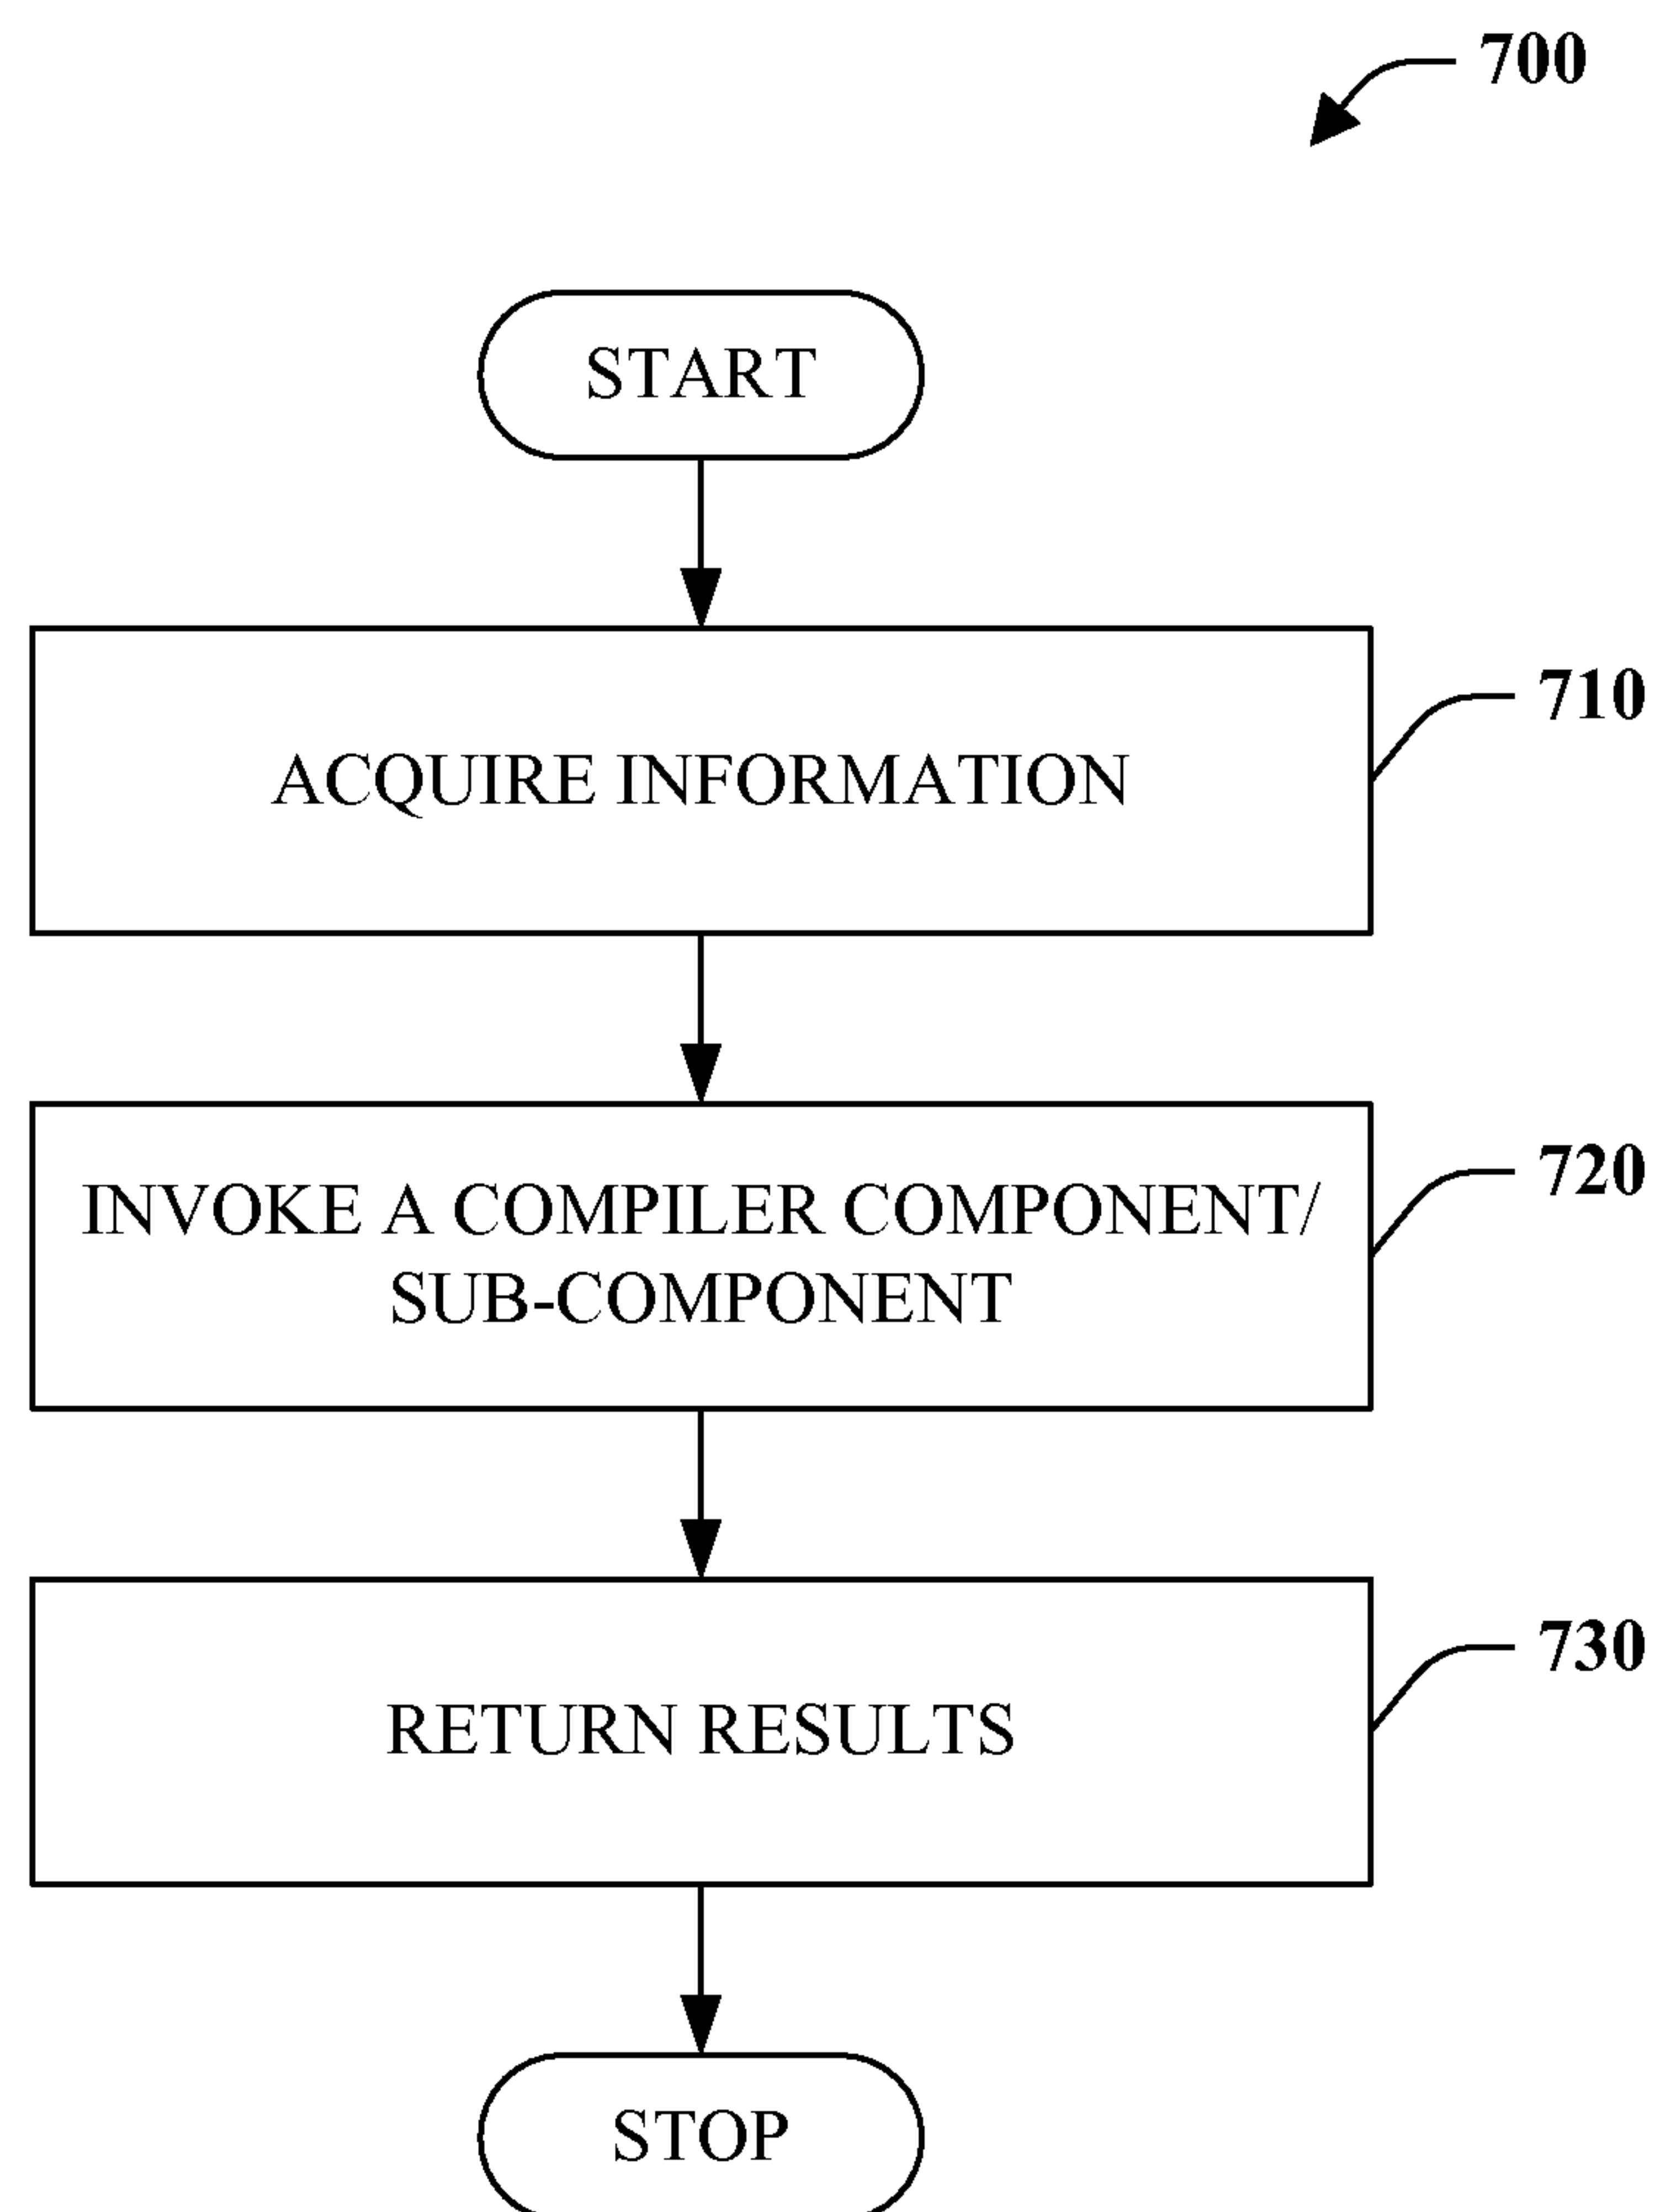 700
START
710
ACQUIRE INFORMATION
720
INVOKE A COMPILER COMPONENT/
SUB-COMPONENT
730
RETURN RESULTS
STOP